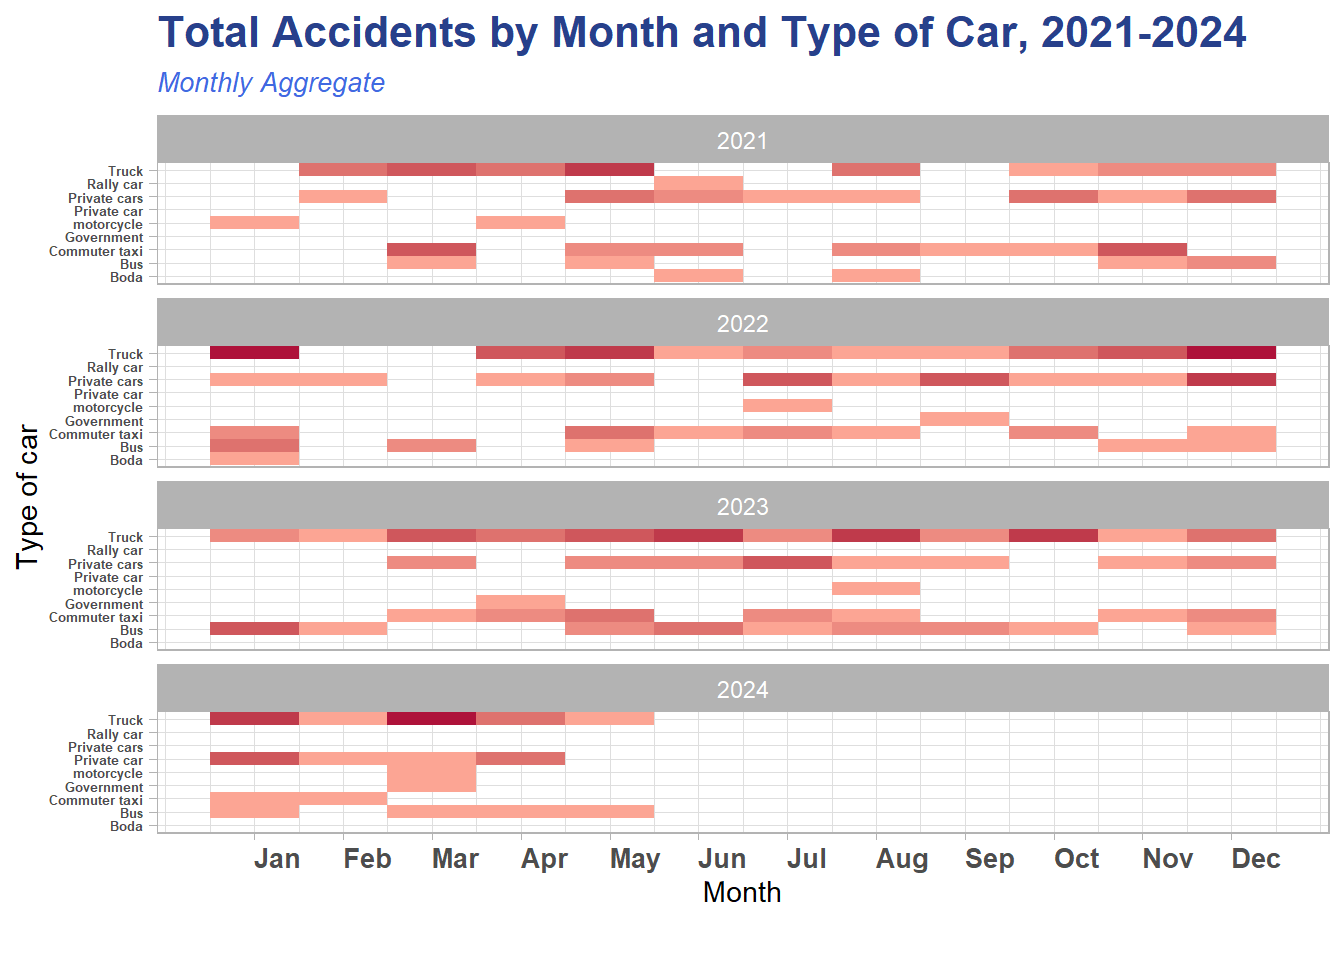 Total Accidents by Month and Type of Car, 2021-2024
Monthly Aggregate
Type of car
2021
Truck
Rally car
Private cars
Private car
motorcycle
Government
Commuter taxi
Bus
Boda
2022
Truck
Rally car
Private cars
Private car
motorcycle
Government
Commuter taxi
Bus
Boda
2023
Truck
Rally car
Private cars
Private car
motorcycle
Government
Commuter taxi
Bus
Boda
2024
Truck
Rally car
Private cars
Private car
motorcycle
Government
Commuter taxi
Bus
Boda
Jan Feb Mar Apr May Jun Jul Aug Sep Oct Nov Dec
Month